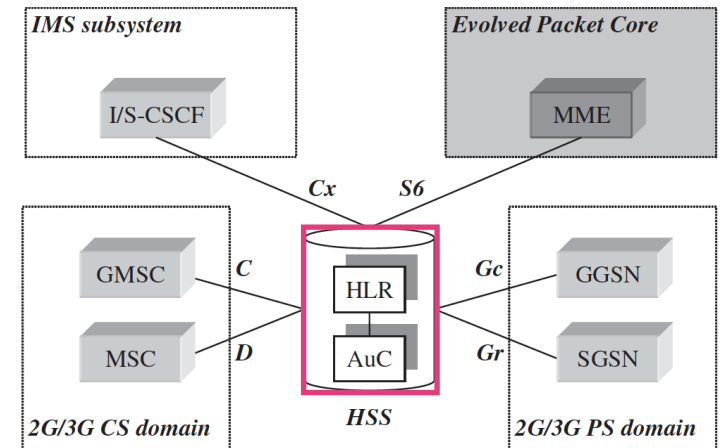 IMS subsystem
Evolved Packet Core
I/S-CSCF
MME
Cx
S6
GMSC
C
HLR
Gc
GGSN
MSC
D
AuC
Gr
SGSN
HSS
2G/3G CS domain
2G/3G PS domain